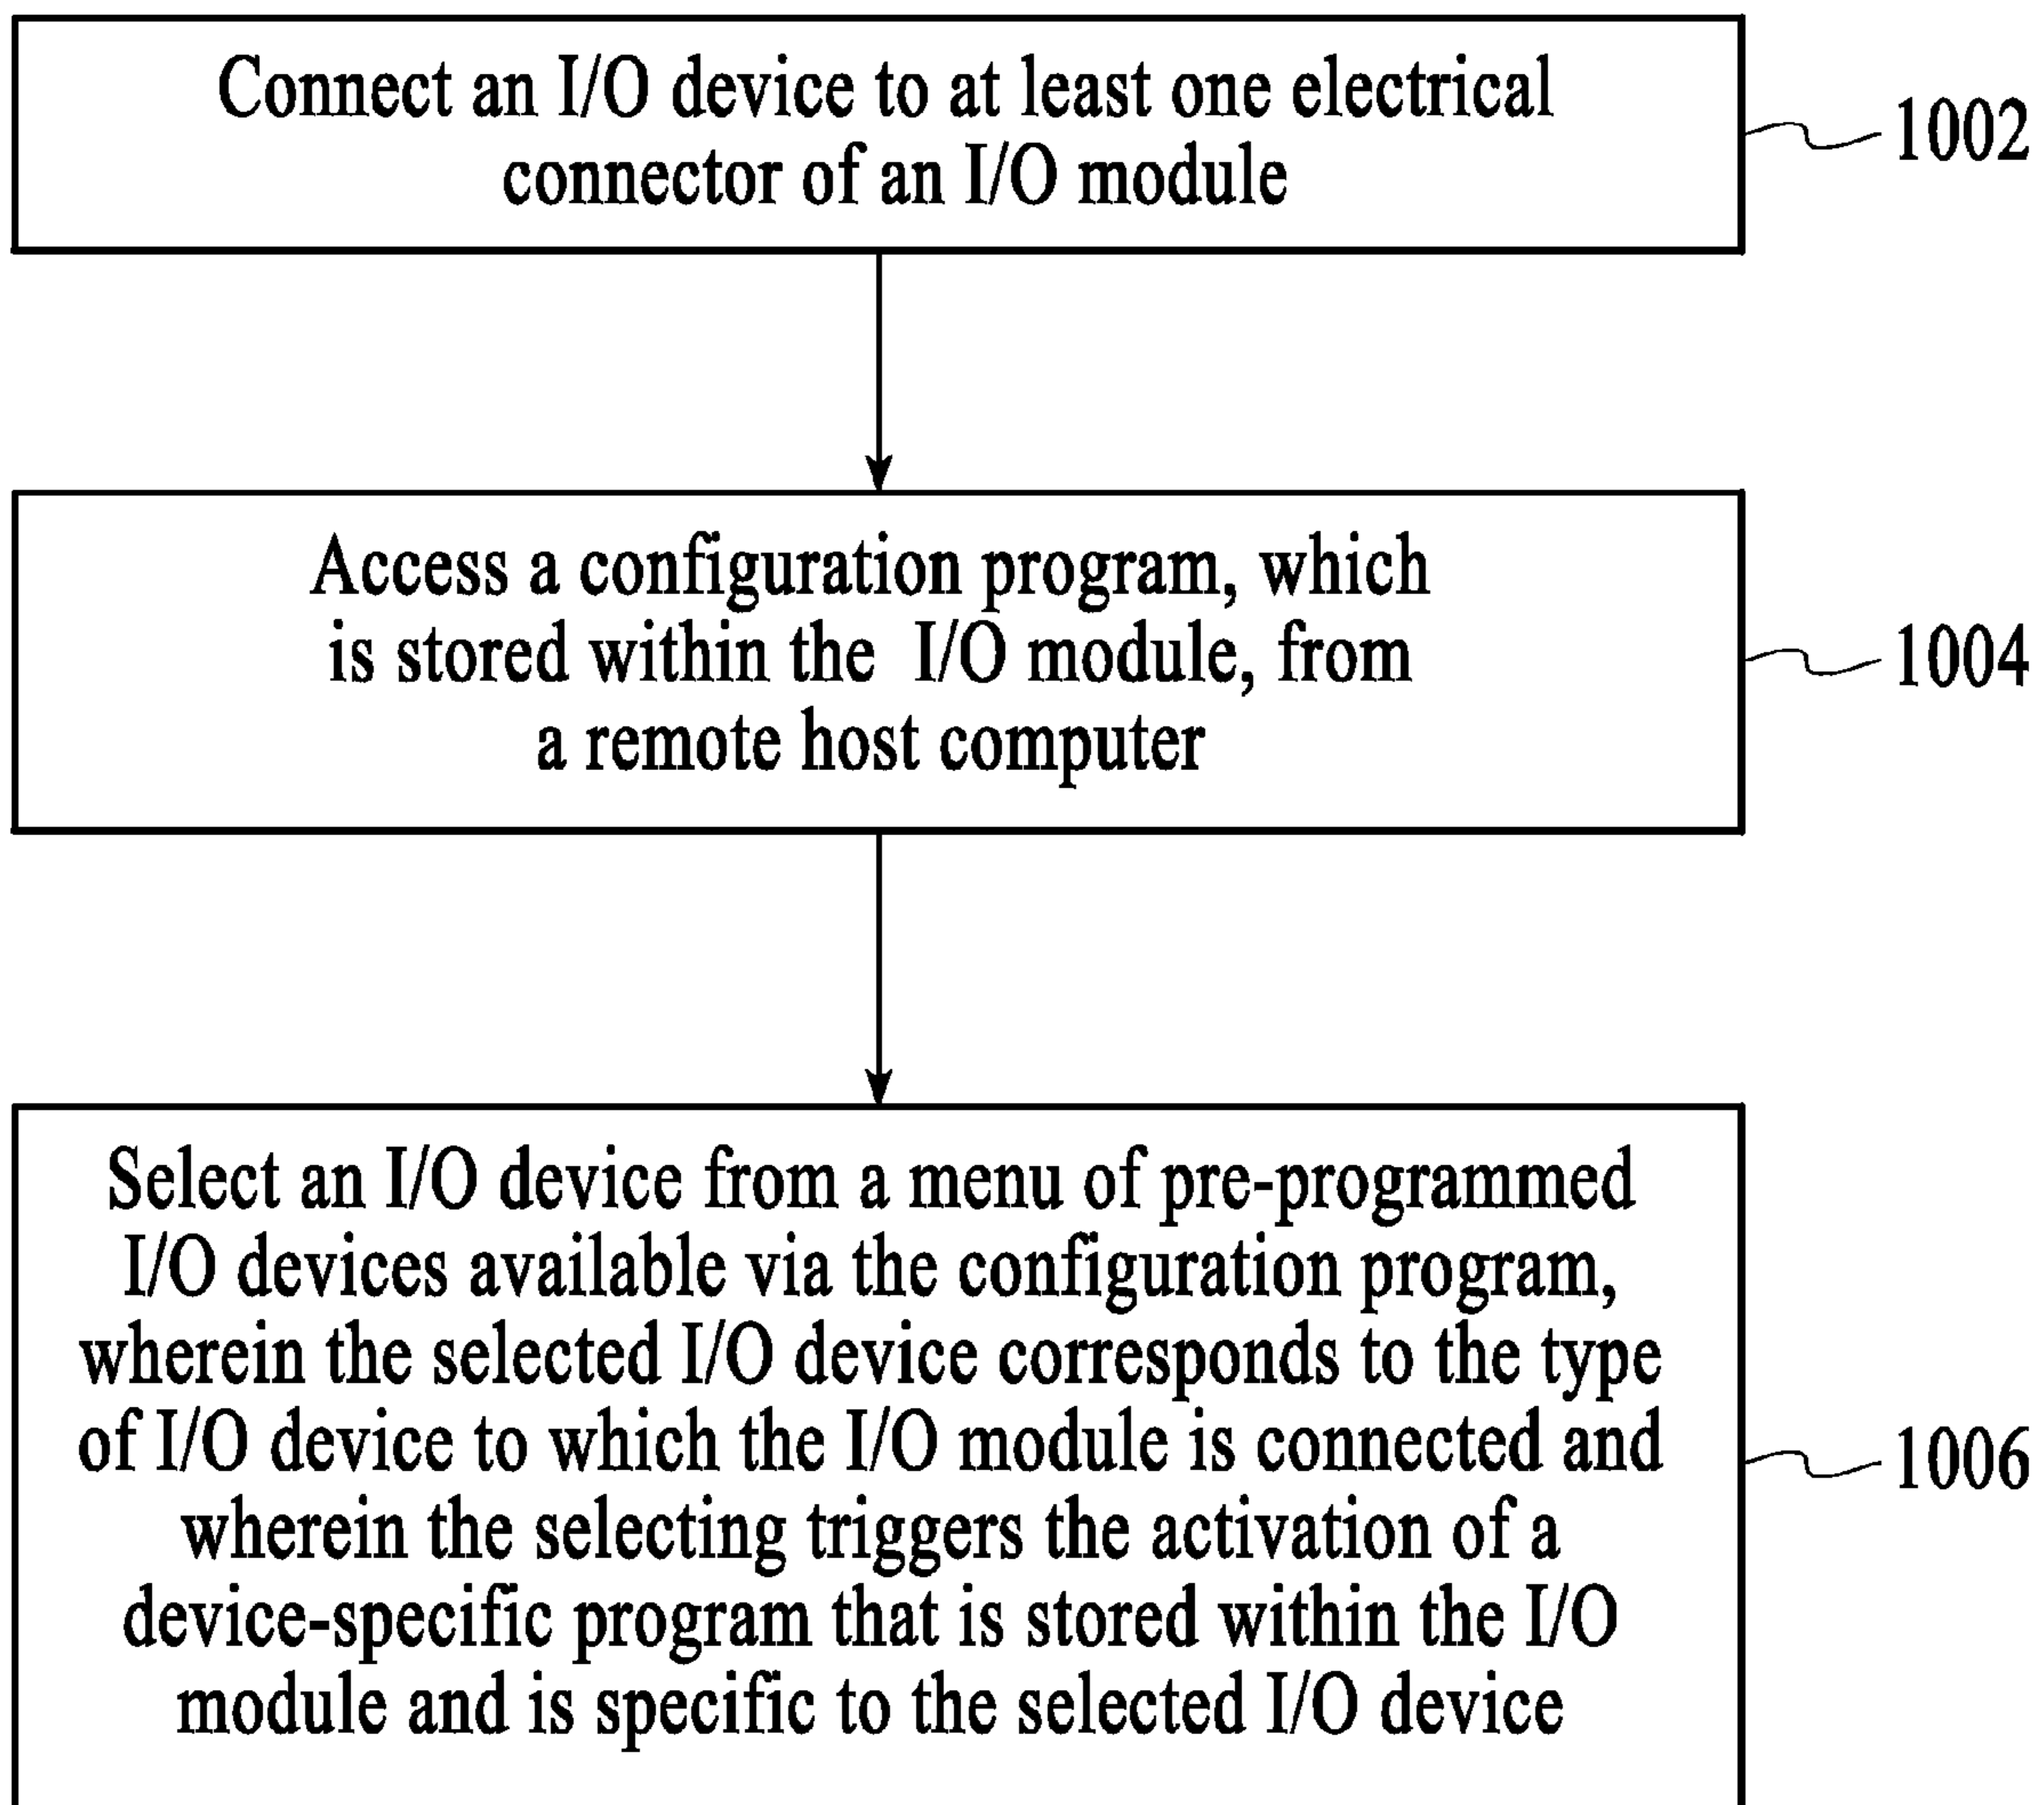 Connect an I/O device to at least one electrical
connector of an I/O module
1002
Access a configuration program, which
is stored within the I/O module, from
a remote host computer
1004
Select an I/O device from a menu of pre-programmed
I/O devices available via the configuration program,
wherein the selected I/O device corresponds to the type
of I/O device to which the I/O module is connected and
wherein the selecting triggers the activation of a
device-specific program that is stored within the I/O
module and is specific to the selected I/O device
1006